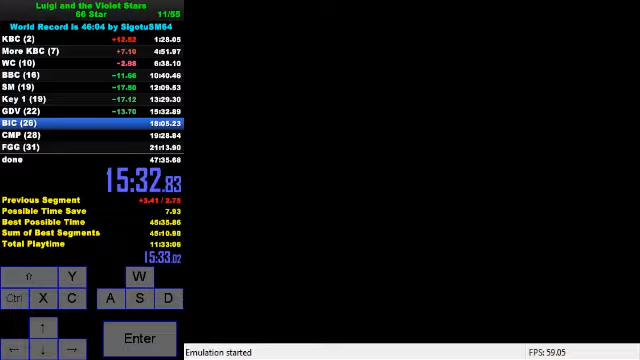 Luigi and the Violet Stars
66 Star 11/55
World Record is 46:04 by SigotuSM64
KBC (2) +12.52 1:28.05
More KBC (7) +7.10 4:51.97
WC (10) -2.98 6:38.10
BBC (16) -11.66 10:40.46
SM (19) -17.50 12:09.53
Key 1 (19) -17.12 13:29.30
GDV (22) -13.70 15:32.89
BIC (26) 18:05.23
CMP (28) 19:28.84
FGG (31) 21:13.90
done 47:35.68
15:32.83
Previous Segment +3.41 / 2.75
Possible Time Save 7.93
Best Possible Time 45:35.86
Sum of Best Segments 45:10.98
Total Playtime 11:33:06
15:33.02
⇧ Y W
Ctrl X C A S D
↑ Enter
← ↓ →
Emulation started FPS: 59.05